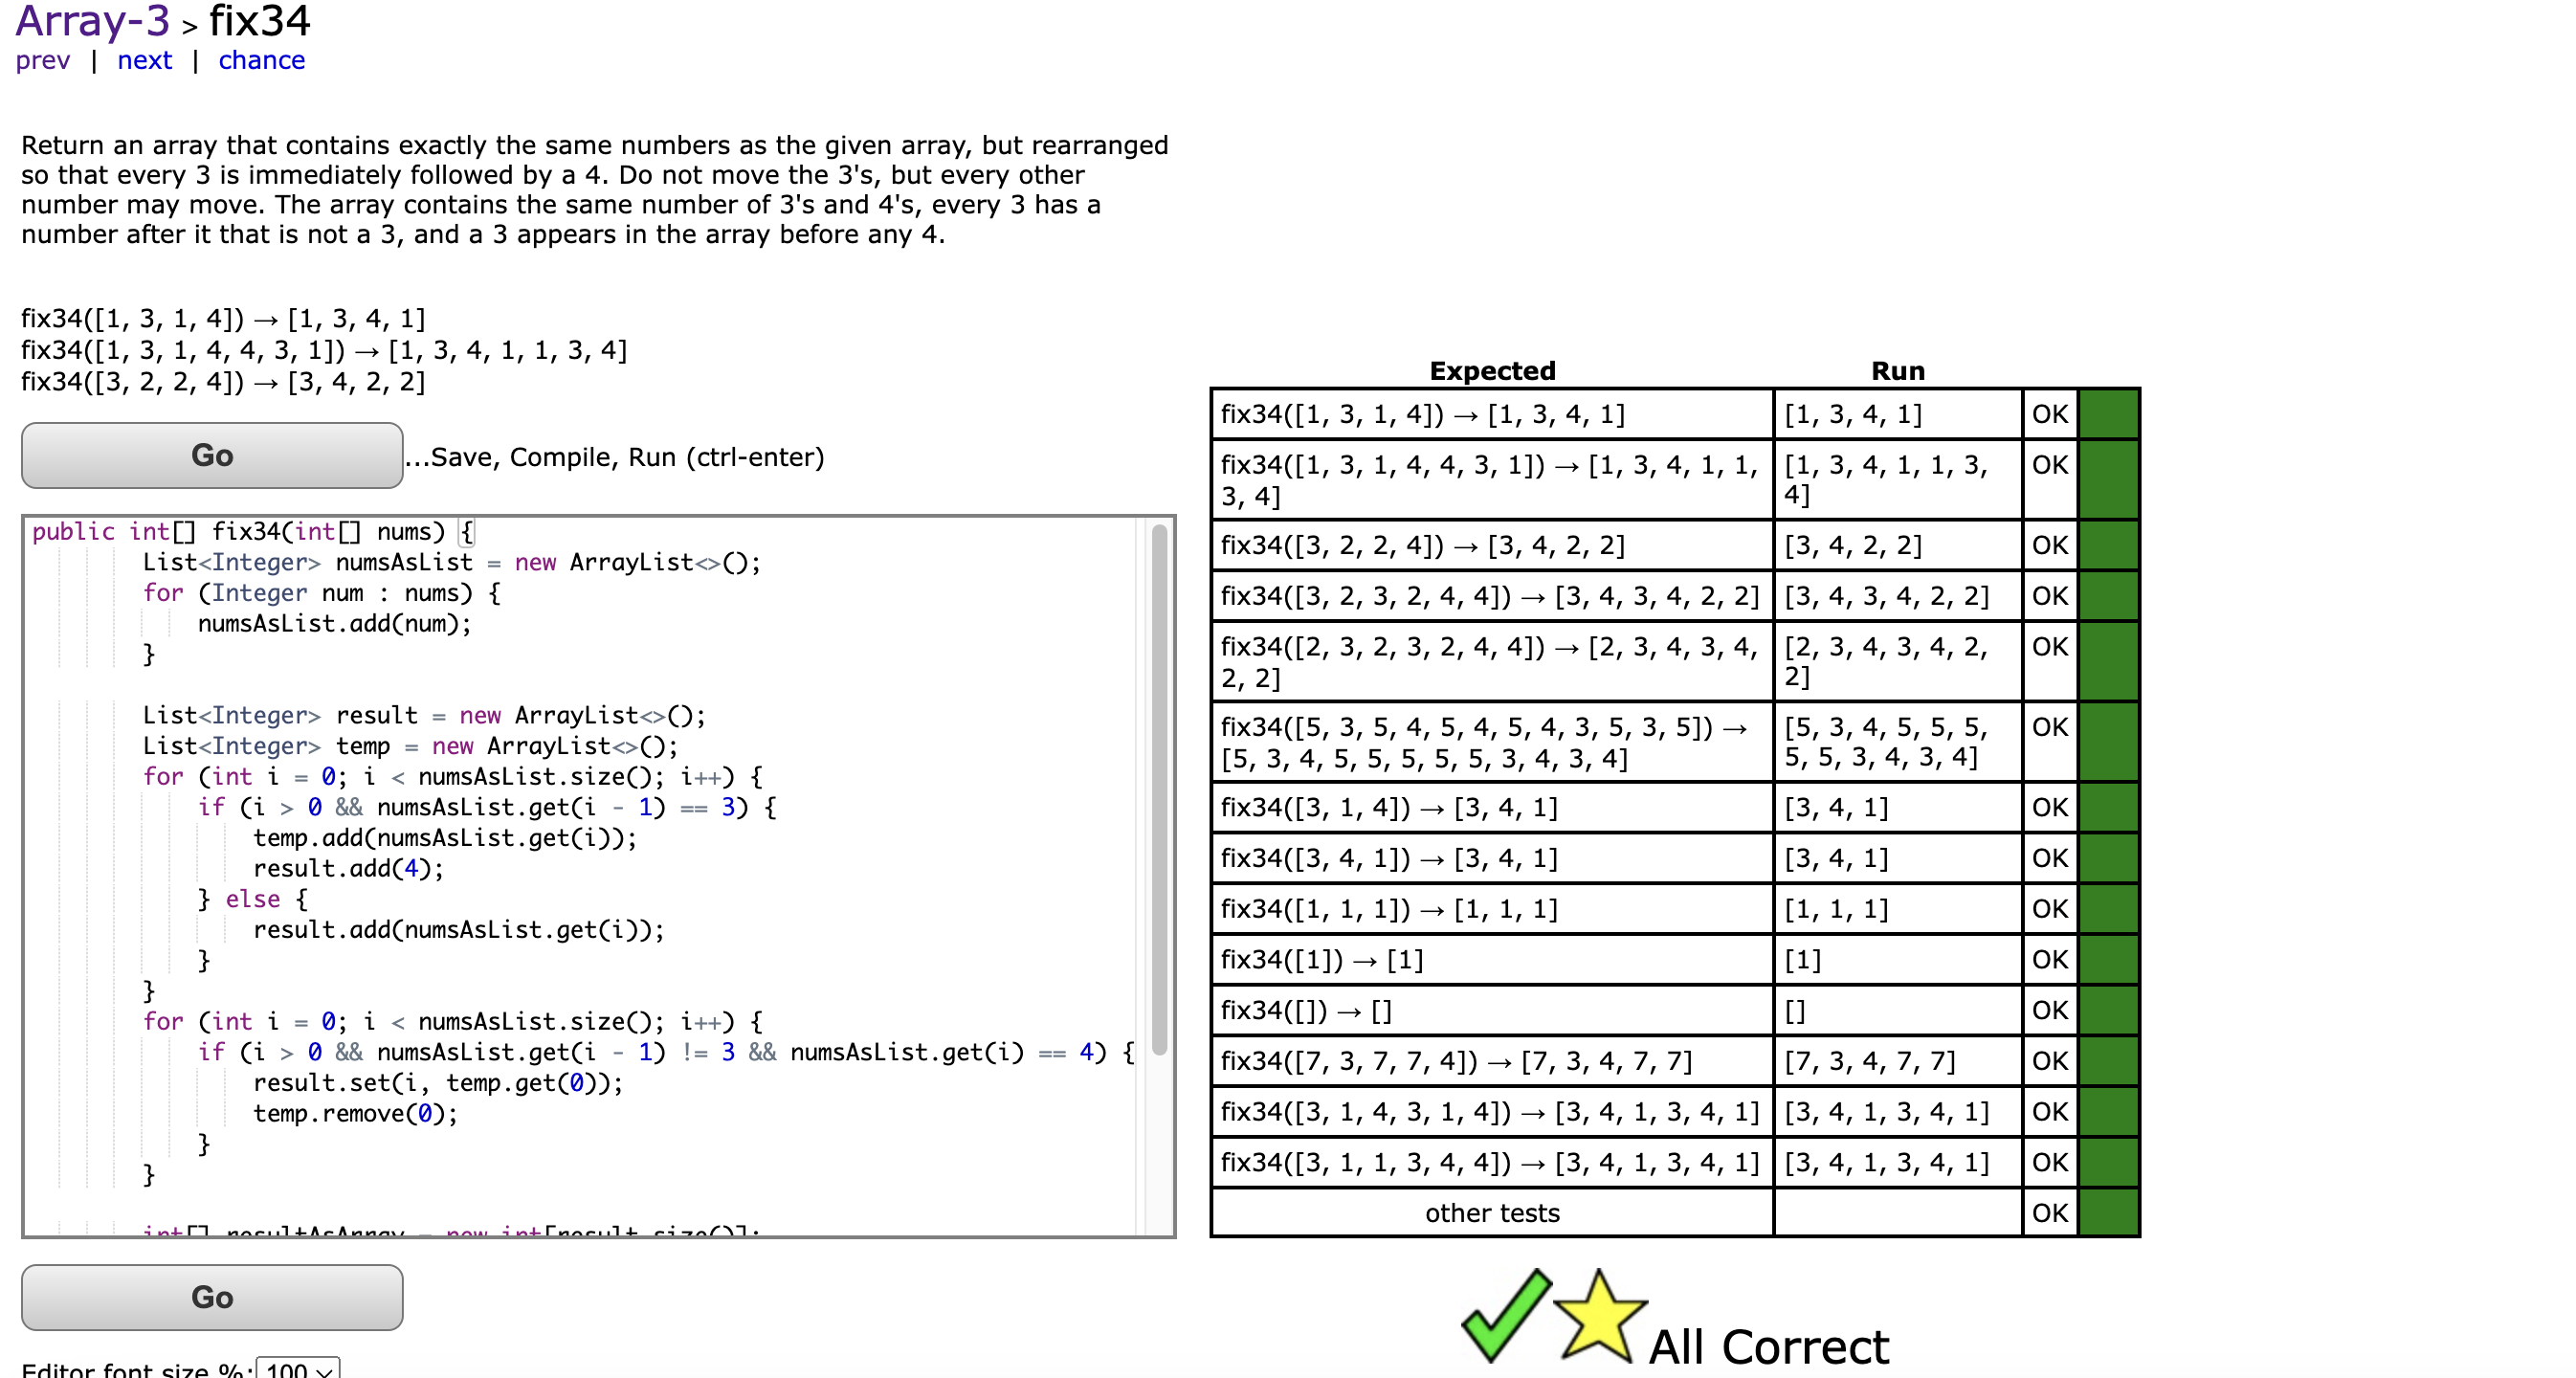 Array-3 > fix34
prev | next | chance
Return an array that contains exactly the same numbers as the given array, but rearranged
so that every 3 is immediately followed by a 4. Do not move the 3's, but every other
number may move. The array contains the same number of 3's and 4's, every 3 has a
number after it that is not a 3, and a 3 appears in the array before any 4.
fix34([1, 3, 1, 4]) → [1, 3, 4, 1]
fix34([1, 3, 1, 4, 4, 3, 1]) → [1, 3, 4, 1, 1, 3, 4]
fix34([3, 2, 2, 4]) → [3, 4, 2, 2]
Go
...Save, Compile, Run (ctrl-enter)
public int[] fix34(int[] nums) {
List<Integer> numsAsList = new ArrayList<>();
for (Integer num : nums) {
numsAsList.add(num);
}
List<Integer> result = new ArrayList<>();
List<Integer> temp = new ArrayList<>();
for (int i = 0; i < numsAsList.size(); i++) {
if (i > 0 && numsAsList.get(i - 1) == 3) {
temp.add(numsAsList.get(i));
result.add(4);
} else {
result.add(numsAsList.get(i));
}
}
for (int i = 0; i < numsAsList.size(); i++) {
if (i > 0 && numsAsList.get(i - 1) != 3 && numsAsList.get(i) == 4) {
result.set(i, temp.get(0));
temp.remove(0);
}
}
int[] resultAsArray = new int[result.size()];
Go
Editor font size %: 100
Expected Run
fix34([1, 3, 1, 4]) → [1, 3, 4, 1] [1, 3, 4, 1] OK
fix34([1, 3, 1, 4, 4, 3, 1]) → [1, 3, 4, 1, 1, [1, 3, 4, 1, 1, 3, OK
3, 4] 4]
fix34([3, 2, 2, 4]) → [3, 4, 2, 2] [3, 4, 2, 2] OK
fix34([3, 2, 3, 2, 4, 4]) → [3, 4, 3, 4, 2, 2] [3, 4, 3, 4, 2, 2] OK
fix34([2, 3, 2, 3, 2, 4, 4]) → [2, 3, 4, 3, 4, [2, 3, 4, 3, 4, 2, OK
2, 2] 2]
fix34([5, 3, 5, 4, 5, 4, 5, 4, 3, 5, 3, 5]) → [5, 3, 4, 5, 5, 5, OK
[5, 3, 4, 5, 5, 5, 5, 5, 3, 4, 3, 4] 5, 5, 3, 4, 3, 4]
fix34([3, 1, 4]) → [3, 4, 1] [3, 4, 1] OK
fix34([3, 4, 1]) → [3, 4, 1] [3, 4, 1] OK
fix34([1, 1, 1]) → [1, 1, 1] [1, 1, 1] OK
fix34([1]) → [1] [1] OK
fix34([]) → [] [] OK
fix34([7, 3, 7, 7, 4]) → [7, 3, 4, 7, 7] [7, 3, 4, 7, 7] OK
fix34([3, 1, 4, 3, 1, 4]) → [3, 4, 1, 3, 4, 1] [3, 4, 1, 3, 4, 1] OK
fix34([3, 1, 1, 3, 4, 4]) → [3, 4, 1, 3, 4, 1] [3, 4, 1, 3, 4, 1] OK
other tests OK
All Correct